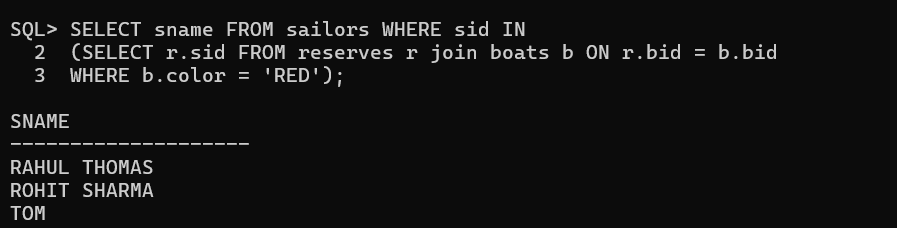 SQL> SELECT sname FROM sailors WHERE sid IN
  2  (SELECT r.sid FROM reserves r join boats b ON r.bid = b.bid
  3  WHERE b.color = 'RED');

SNAME
--------------------
RAHUL THOMAS
ROHIT SHARMA
TOM